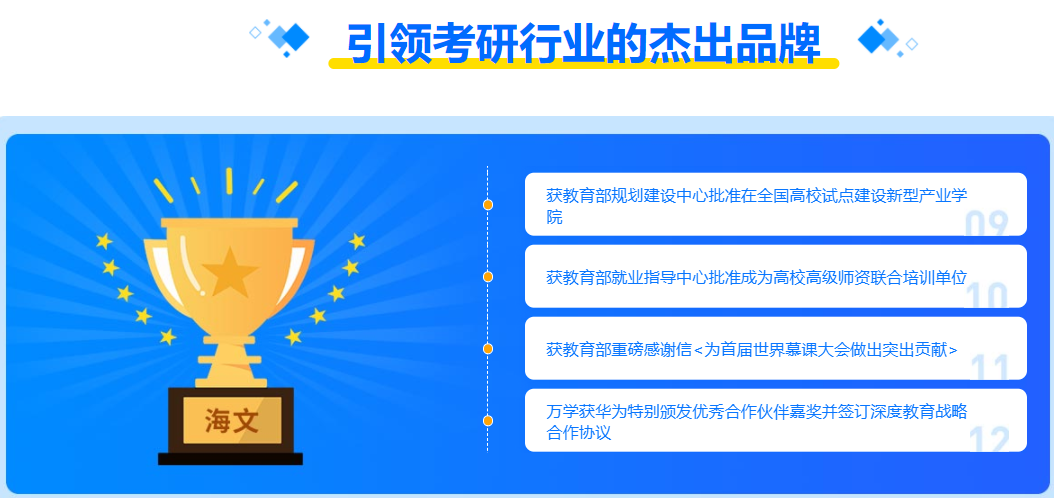 引领考研行业的杰出品牌
获教育部规划建设中心批准在全国高校试点建设新型产业学
院
09
获教育部就业指导中心批准成为高校高级师资联合培训单位
10
获教育部重磅感谢信<为首届世界慕课大会做出突出贡献>
11
万学获华为特别颁发优秀合作伙伴嘉奖并签订深度教育战略
合作协议
12
海文